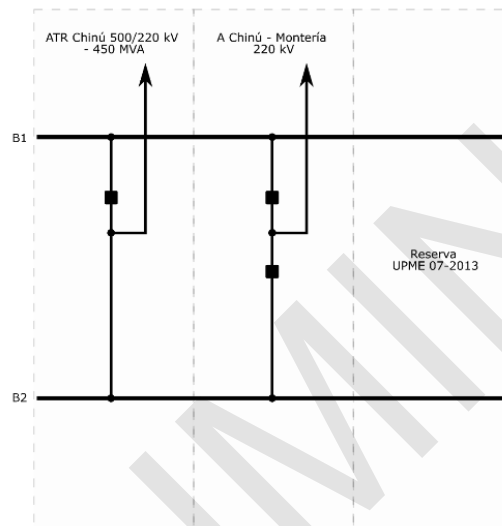 ATR Chinú 500/220 kV
- 450 MVA
A Chinú - Montería
220 kV
B1
Reserva
UPME 07-2013
B2